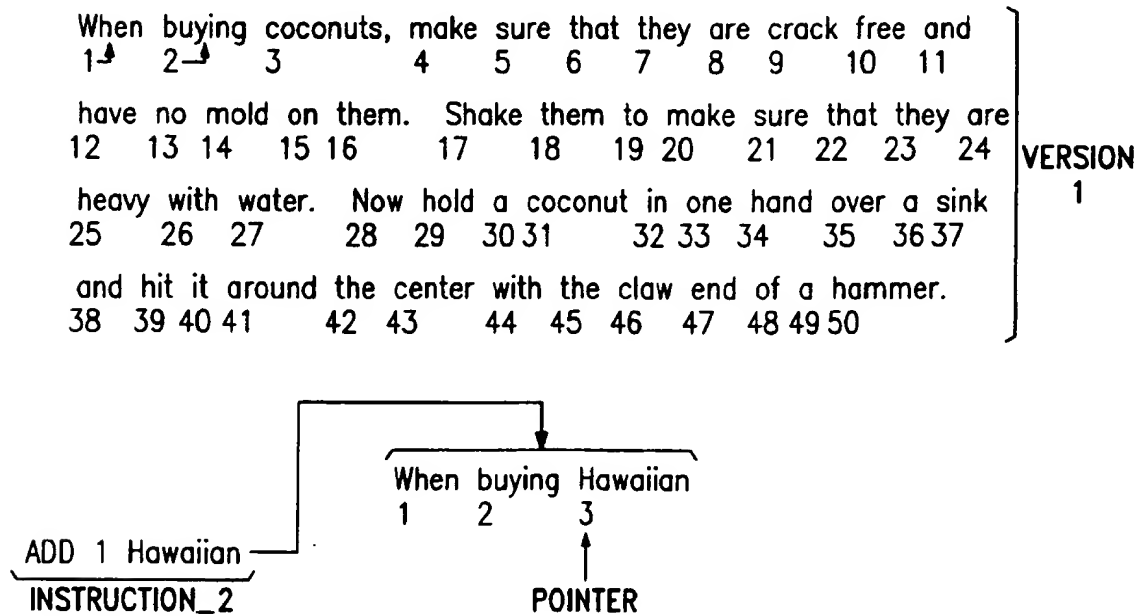 When buying coconuts, make sure that they are crack free and
1 2 3 4 5 6 7 8 9 10 11
have no mold on them. Shake them to make sure that they are
12 13 14 15 16 17 18 19 20 21 22 23 24
heavy with water. Now hold a coconut in one hand over a sink
25 26 27 28 29 30 31 32 33 34 35 36 37
and hit it around the center with the claw end of a hammer.
38 39 40 41 42 43 44 45 46 47 48 49 50
VERSION
1
When buying Hawaiian
1 2 3
ADD 1 Hawaiian
INSTRUCTION_2
POINTER